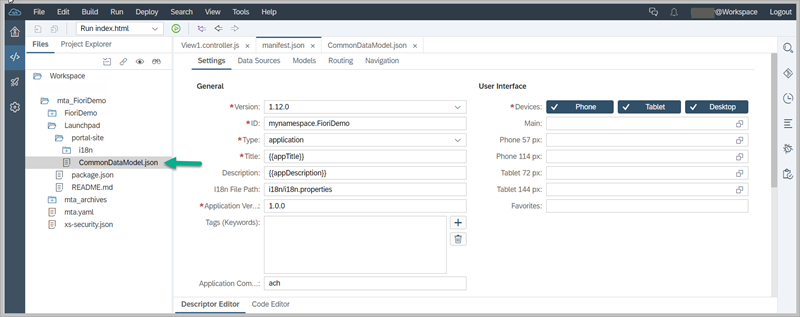 File Edit Build Run Deploy Search View Tools Help @Workspace Logout
Run index.html
Files Project Explorer
View1.controller.js × manifest.json × CommonDataModel.json ×
Settings Data Sources Models Routing Navigation
Workspace
mta_FioriDemo
FioriDemo
Launchpad
portal-site
i18n
CommonDataModel.json
package.json
README.md
mta_archives
mta.yaml
xs-security.json
General
*Version: 1.12.0
*ID: mynamespace.FioriDemo
*Type: application
*Title: {{appTitle}}
Description: {{appDescription}}
I18N File Path: i18n/i18n.properties
*Application Ver...: 1.0.0
Tags (Keywords):
Application Com...: ach
User Interface
*Devices: Phone Tablet Desktop
Main:
Phone 57 px:
Phone 114 px:
Tablet 72 px:
Tablet 144 px:
Favorites:
Descriptor Editor Code Editor